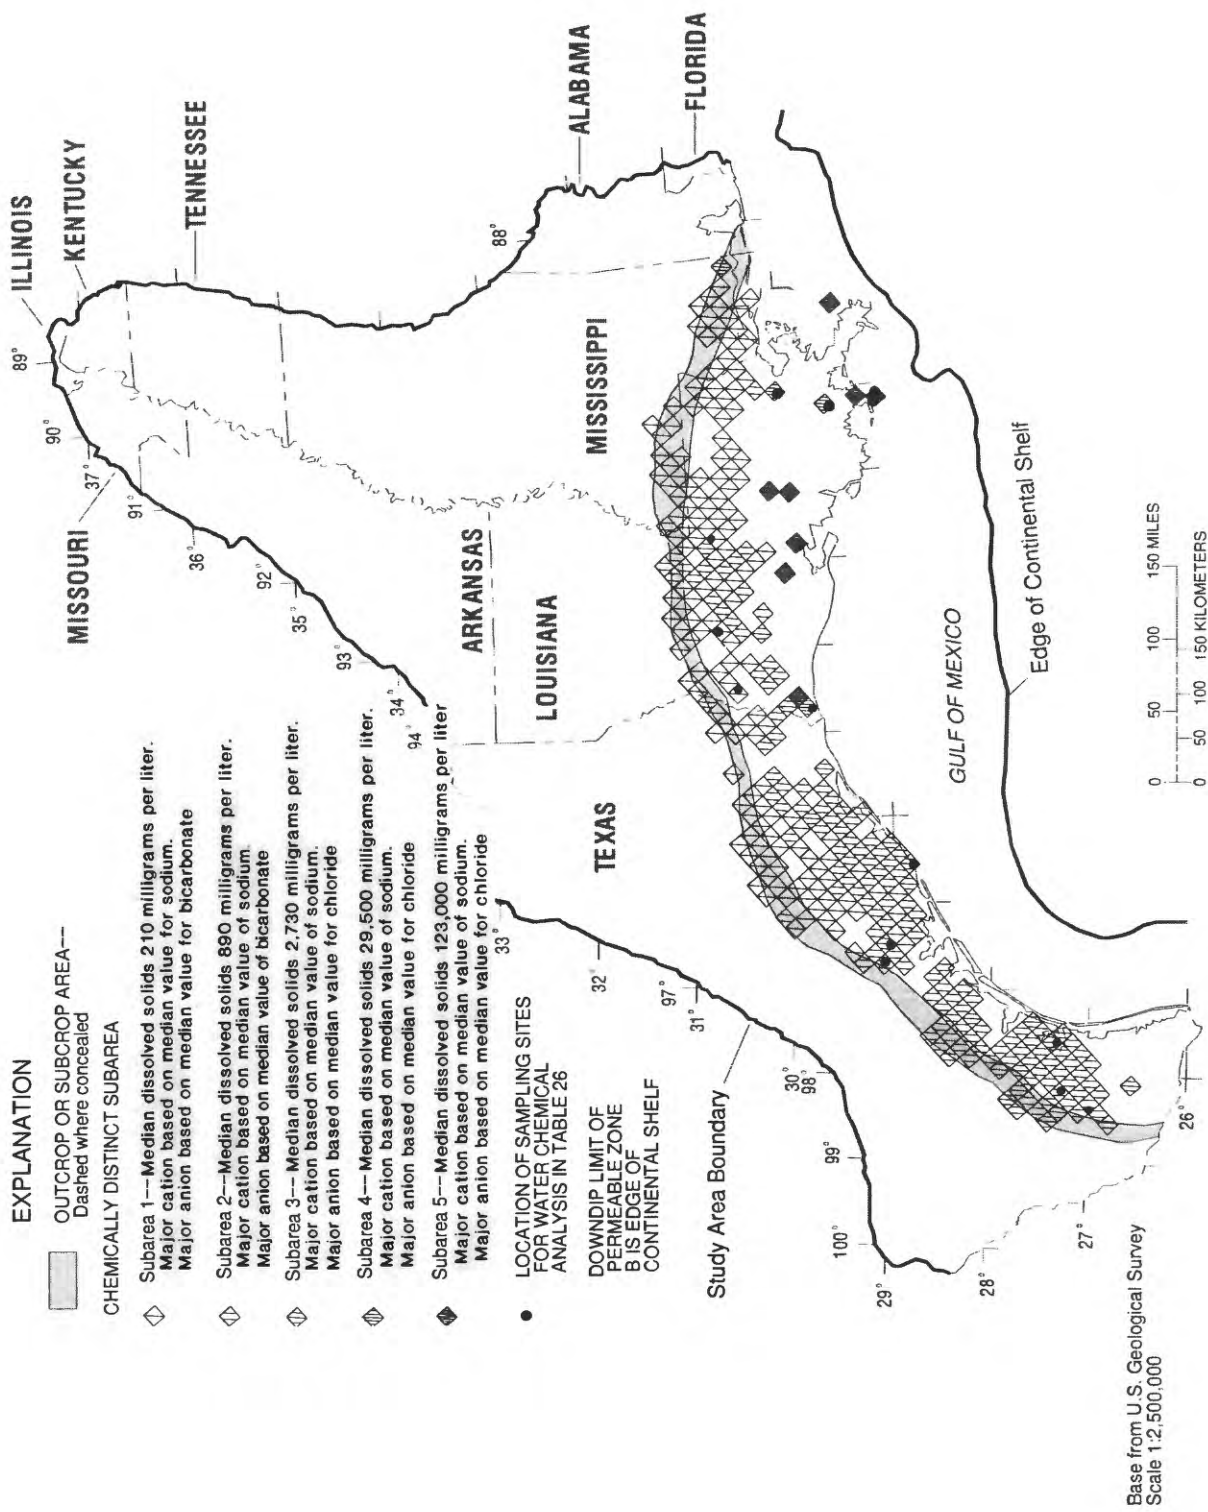 EXPLANATION
OUTCROP OR SUBCROP AREA––
Dashed where concealed
CHEMICALLY DISTINCT SUBAREA
Subarea 1---Median dissolved solids 210 milligrams per liter.
Major cation based on median value for sodium.
Major anion based on median value for bicarbonate
Subarea 2---Median dissolved solids 890 milligrams per liter.
Major cation based on median value of sodium.
Major anion based on median value of bicarbonate
Subarea 3--- Median dissolved solids 2,730 milligrams per liter.
Major cation based on median value of sodium.
Major anion based on median value for chloride
Subarea 4--- Median dissolved solids 29,500 milligrams per liter.
Major cation based on median value of sodium.
Major anion based on median value for chloride
Subarea 5---Median dissolved solids 123,000 milligrams per liter
Major cation based on median value of sodium.
Major anion based on median value for chloride
LOCATION OF SAMPLING SITES
FOR WATER CHEMICAL
ANALYSIS IN TABLE 26
DOWNDIP LIMIT OF
PERMEABLE ZONE
B IS EDGE OF
CONTINENTAL SHELF
Study Area Boundary
ILLINOIS
KENTUCKY
TENNESSEE
ALABAMA
FLORIDA
MISSOURI
ARKANSAS
MISSISSIPPI
LOUISIANA
TEXAS
GULF OF MEXICO
Edge of Continental Shelf
89°
90°
37°
91°
36°
92°
35°
93°
34°
94°
88°
33°
32°
97°
31°
30°
98°
99°
100°
29°
28°
27°
26°
0 50 100 150 MILES
0 50 100 150 KILOMETERS
Base from U.S. Geological Survey
Scale 1:2,500,000